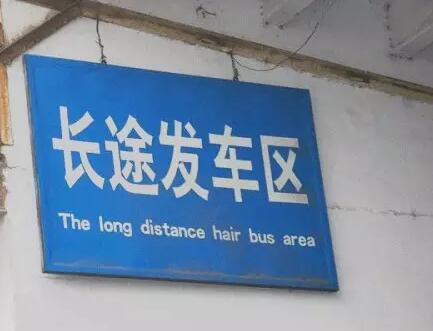 长途发车区
The long distance hair bus area